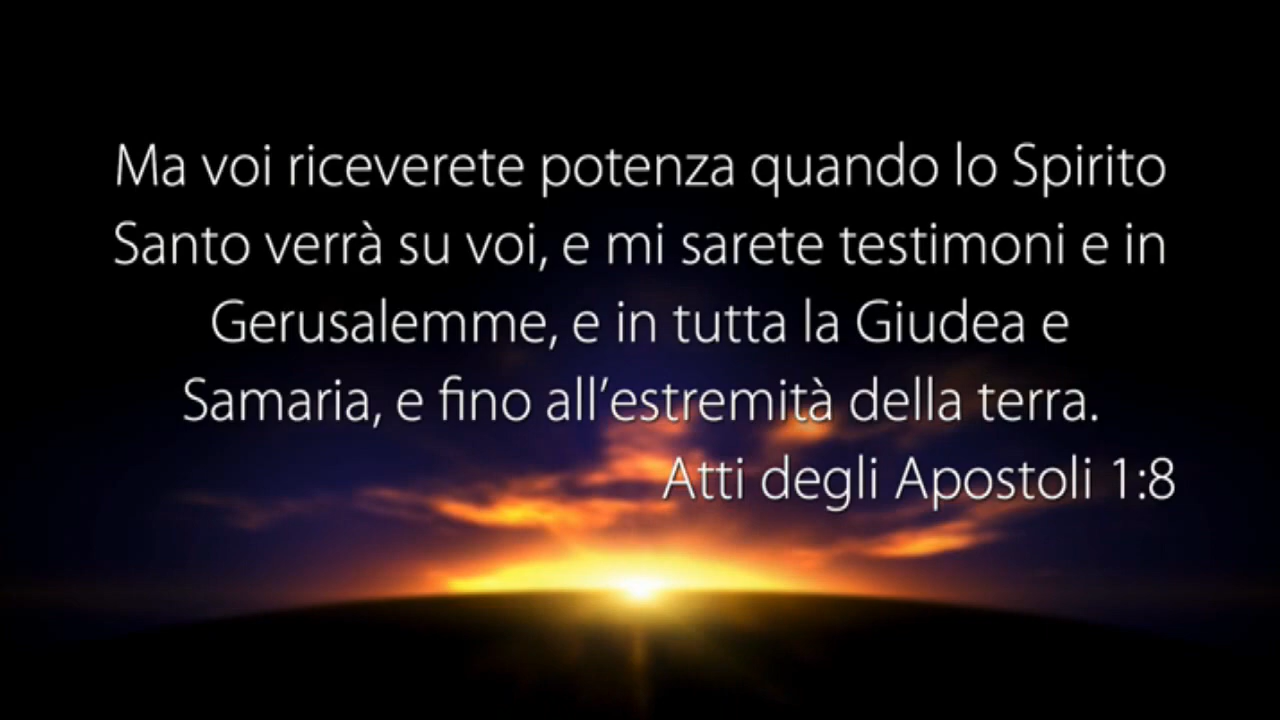 Ma voi riceverete potenza quando lo Spirito
Santo verrà su voi, e mi sarete testimoni e in
Gerusalemme, e in tutta la Giudea e
Samaria, e fino all’estremità della terra.
Atti degli Apostoli 1:8